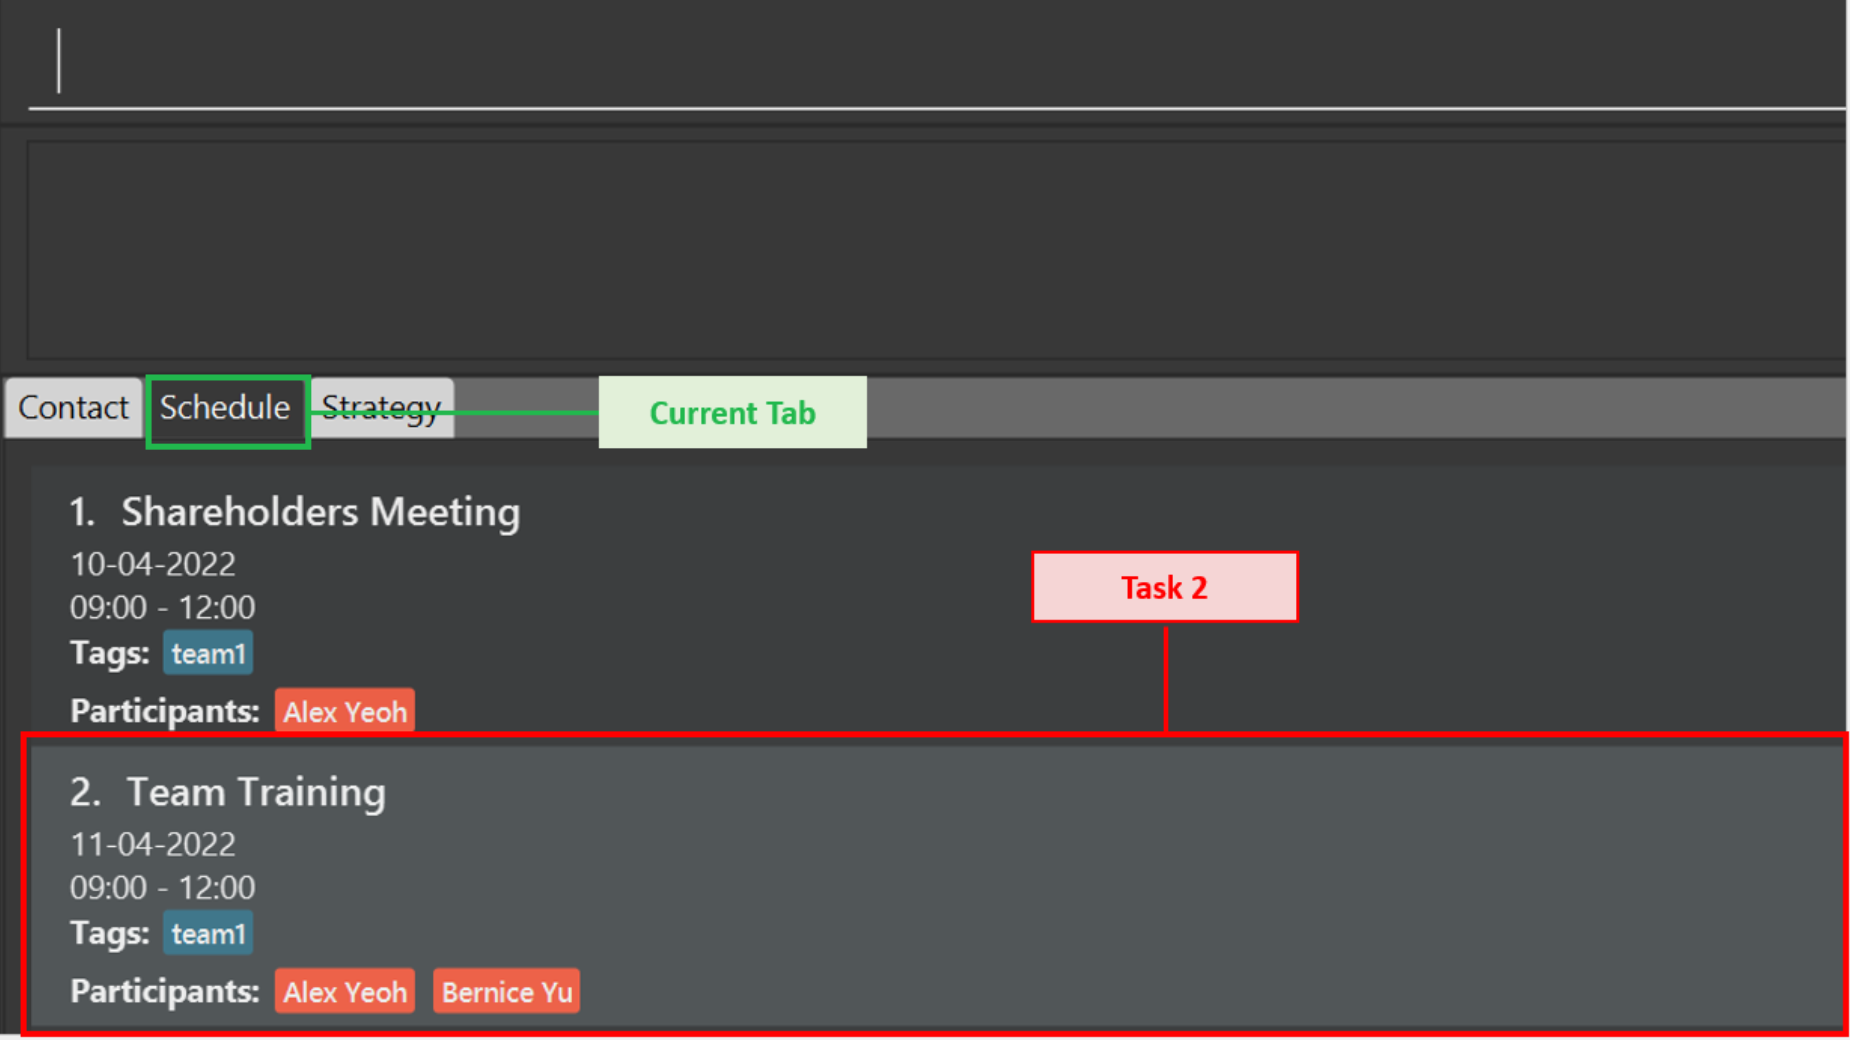 Contact Schedule Strategy Current Tab
1. Shareholders Meeting
10-04-2022
Task 2
09:00 - 12:00
Tags: team1
Participants: Alex Yeoh
2. Team Training
11-04-2022
09:00 - 12:00
Tags: team1
Participants: Alex Yeoh Bernice Yu